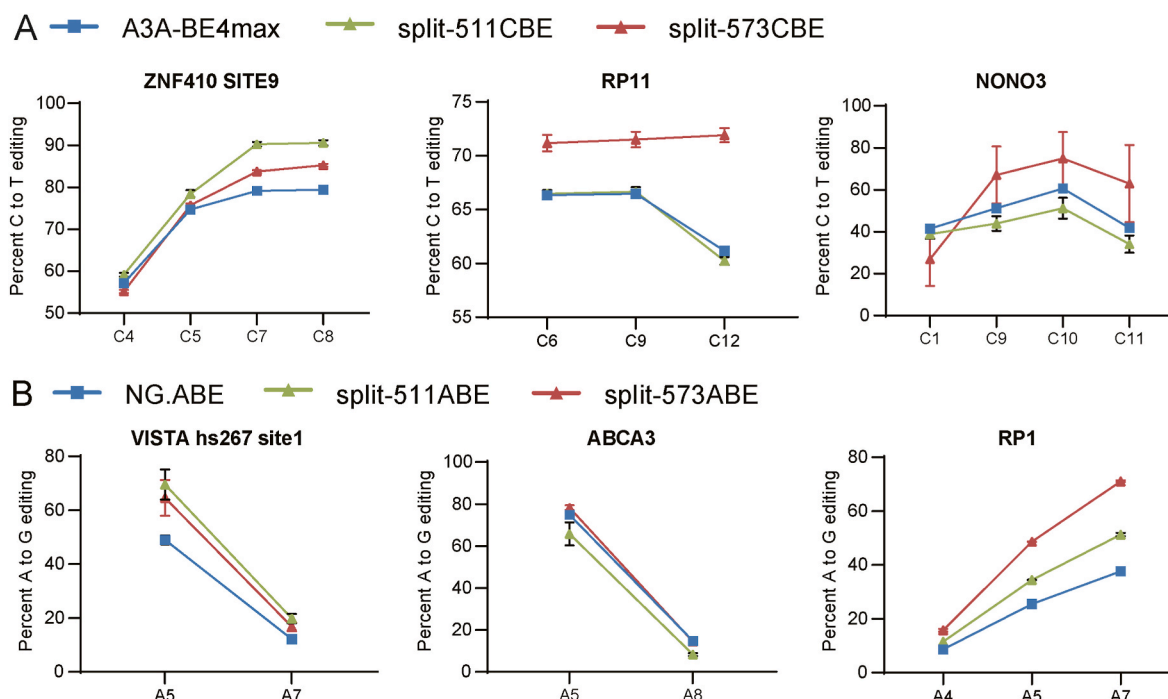 A A3A-BE4max split-511CBE split-573CBE
ZNF410 SITE9
Percent C to T editing
100
90
80
70
60
50
C4 C5 C7 C8
RP11
Percent C to T editing
75
70
65
60
55
C6 C9 C12
NONO3
Percent C to T editing
100
80
60
40
20
0
C1 C9 C10 C11
B NG.ABE split-511ABE split-573ABE
VISTA hs267 site1
Percent A to G editing
80
60
40
20
0
A5 A7
ABCA3
Percent A to G editing
100
80
60
40
20
0
A5 A8
RP1
Percent A to G editing
80
60
40
20
0
A4 A5 A7